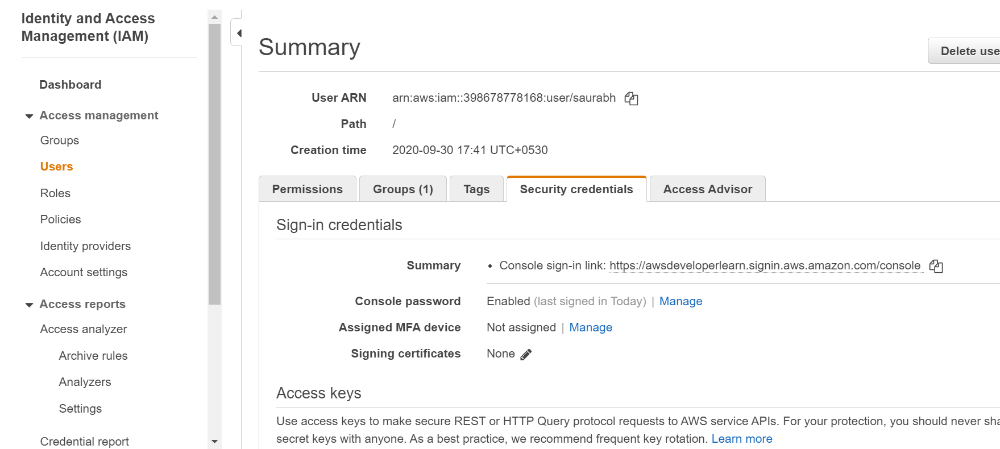 Identity and Access
Management (IAM)
Dashboard
Access management
Groups
Users
Roles
Policies
Identity providers
Account settings
Access reports
Access analyzer
Archive rules
Analyzers
Settings
Credential report
Summary
Delete use
User ARN arn:aws:iam::398678778168:user/saurabh
Path /
Creation time 2020-09-30 17:41 UTC+0530
Permissions Groups (1) Tags Security credentials Access Advisor
Sign-in credentials
Summary • Console sign-in link: https://awsdeveloperlearn.signin.aws.amazon.com/console
Console password Enabled (last signed in Today) | Manage
Assigned MFA device Not assigned | Manage
Signing certificates None
Access keys
Use access keys to make secure REST or HTTP Query protocol requests to AWS service APIs. For your protection, you should never sha
secret keys with anyone. As a best practice, we recommend frequent key rotation. Learn more